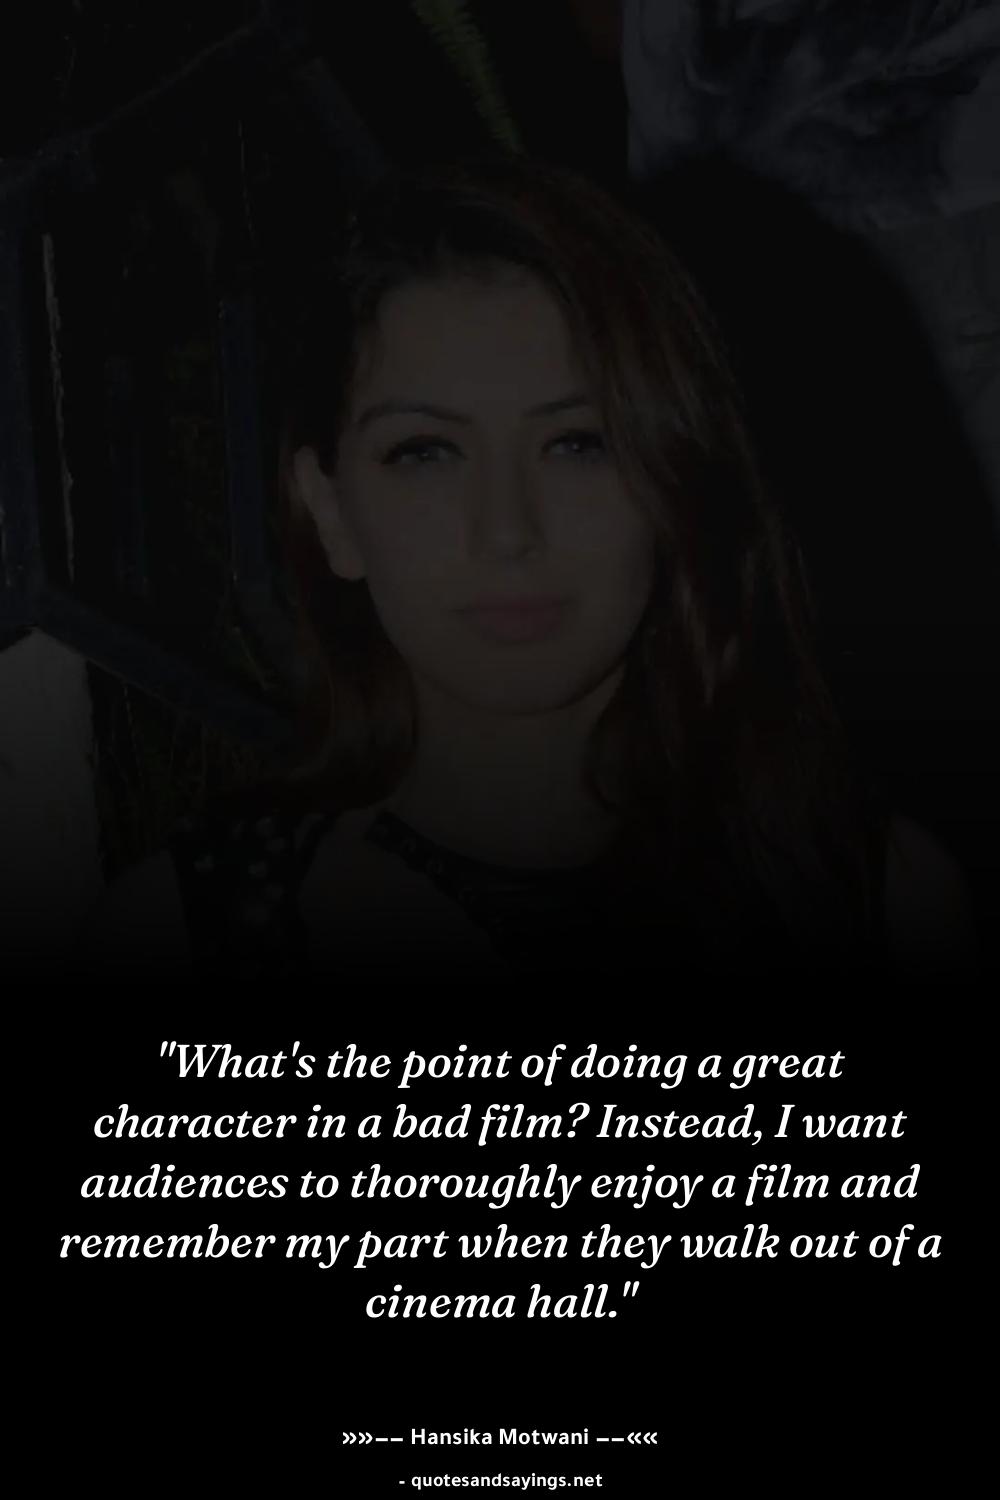 "What's the point of doing a great
character in a bad film? Instead, I want
audiences to thoroughly enjoy a film and
remember my part when they walk out of a
cinema hall."
»»−− Hansika Motwani −−««
- quotesandsayings.net